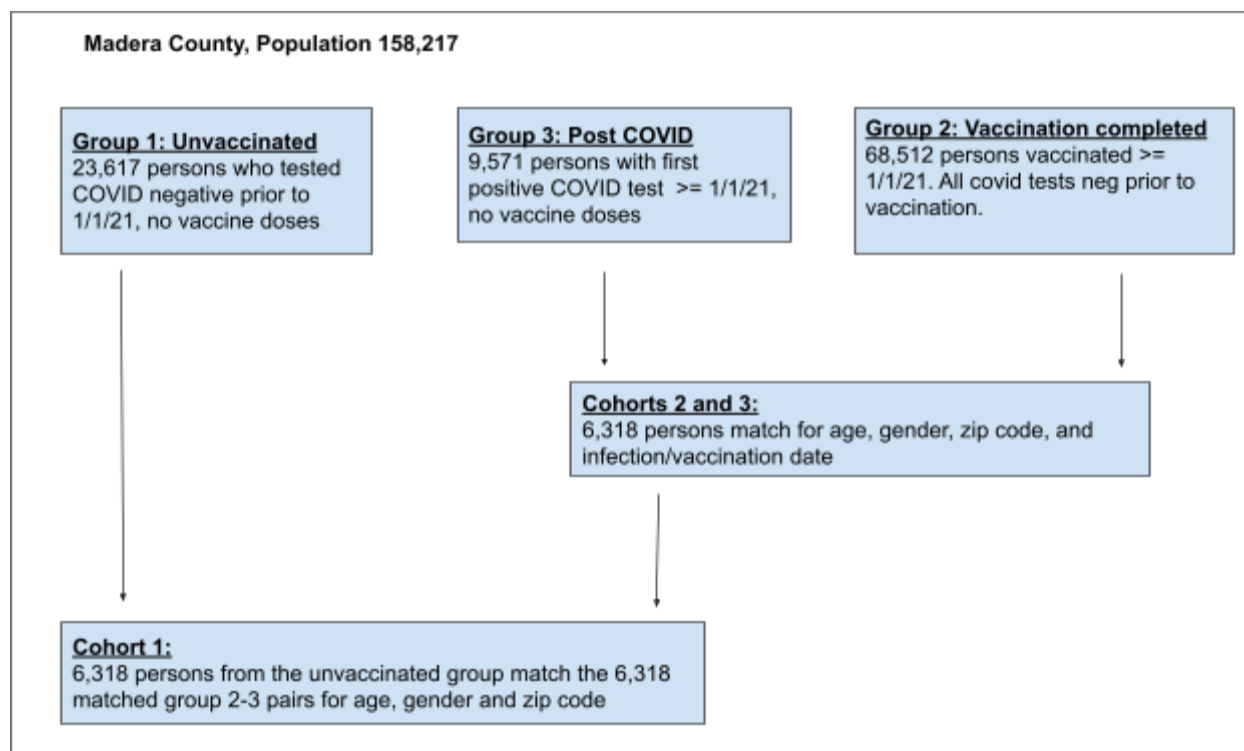 Madera County, Population 158,217
Group 1: Unvaccinated
23,617 persons who tested
COVID negative prior to
1/1/21, no vaccine doses
Group 3: Post COVID
9,571 persons with first
positive COVID test >= 1/1/21,
no vaccine doses
Group 2: Vaccination completed
68,512 persons vaccinated >=
1/1/21. All covid tests neg prior to
vaccination.
Cohorts 2 and 3:
6,318 persons match for age, gender, zip code, and
infection/vaccination date
Cohort 1:
6,318 persons from the unvaccinated group match the 6,318
matched group 2-3 pairs for age, gender and zip code